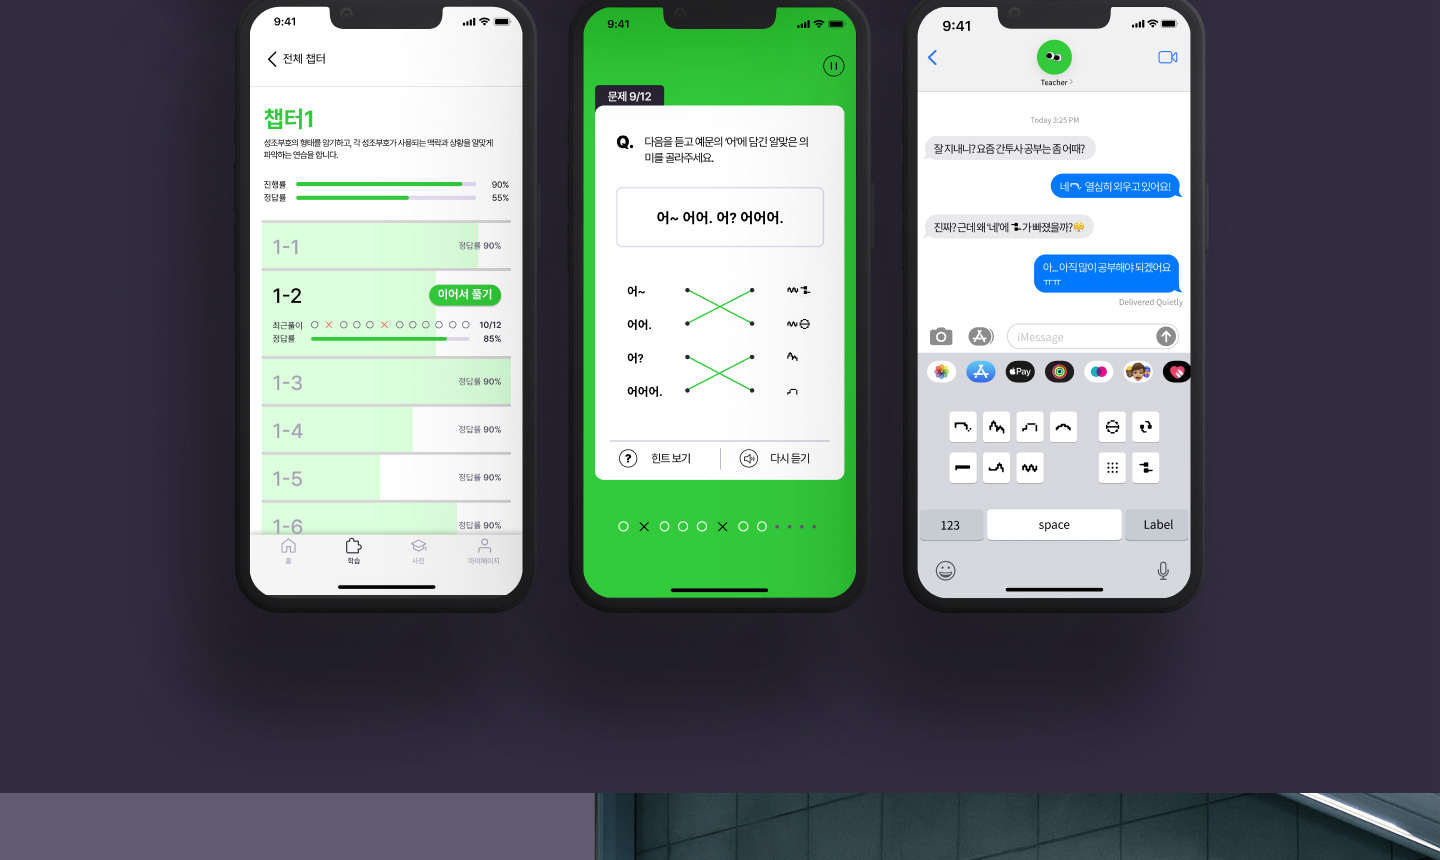 9:41
전체 챕터
챕터1
성조부호의 형태를 암기하고, 각 성조부호가 사용되는 맥락과 상황을 알맞게
파악하는 연습을 합니다.
진행률 90%
정답률 55%
1-1 정답률 90%
1-2 이어서 풀기
최근풀이 10/12
정답률 85%
1-3 정답률 90%
1-4 정답률 90%
1-5 정답률 90%
1-6 정답률 90%
홈 학습 사전 마이페이지
9:41
문제 9/12
Q. 다음을 듣고 예문의 '어'에 담긴 알맞은 의
미를 골라주세요.
어~ 어어. 어? 어어어.
어~
어어.
어?
어어어.
? 힌트 보기 다시 듣기
9:41
Teacher
Today 3:25 PM
잘 지내니? 요즘 간투사 공부는 좀 어때?
네 열심히 외우고 있어요!
진짜? 근데 왜 '네'에 가 빠졌을까?
아... 아직 많이 공부해야 되겠어요
ㅠㅠ
Delivered Quietly
iMessage
Pay
123 space Label